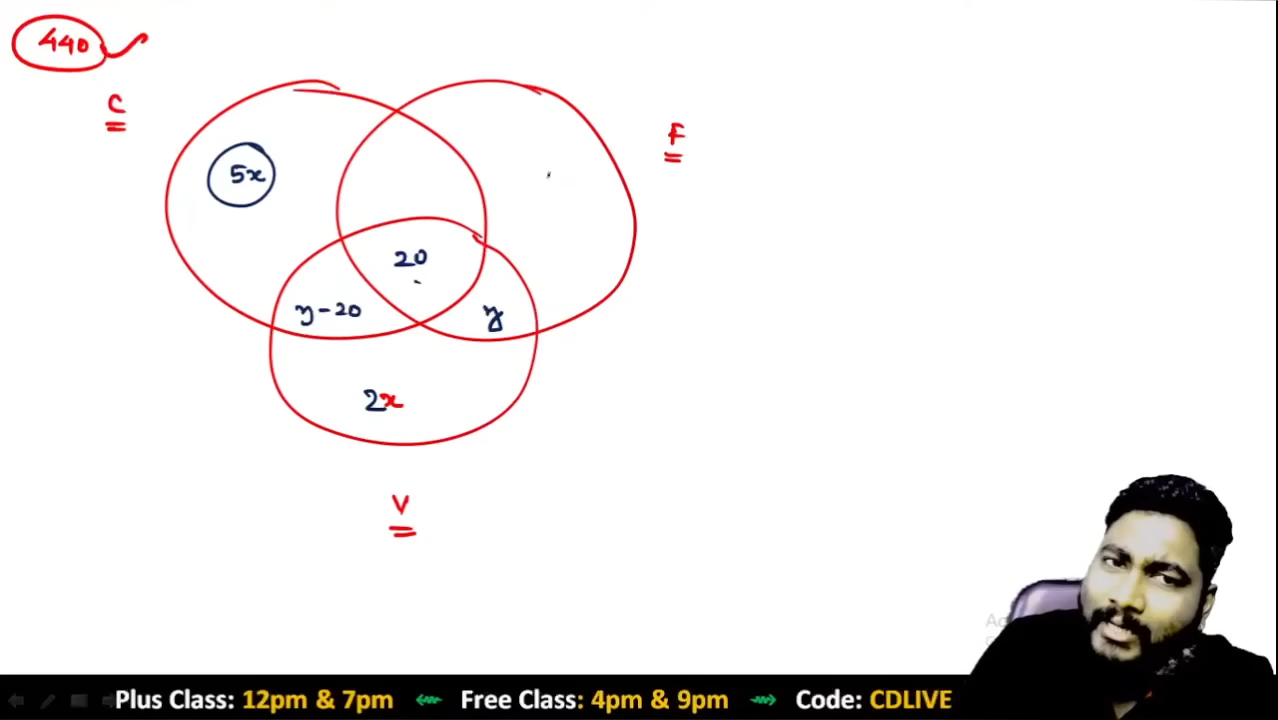 440
C
F
5x
20
y-20
y
2x
V
Plus Class: 12pm & 7pm Free Class: 4pm & 9pm Code: CDLIVE